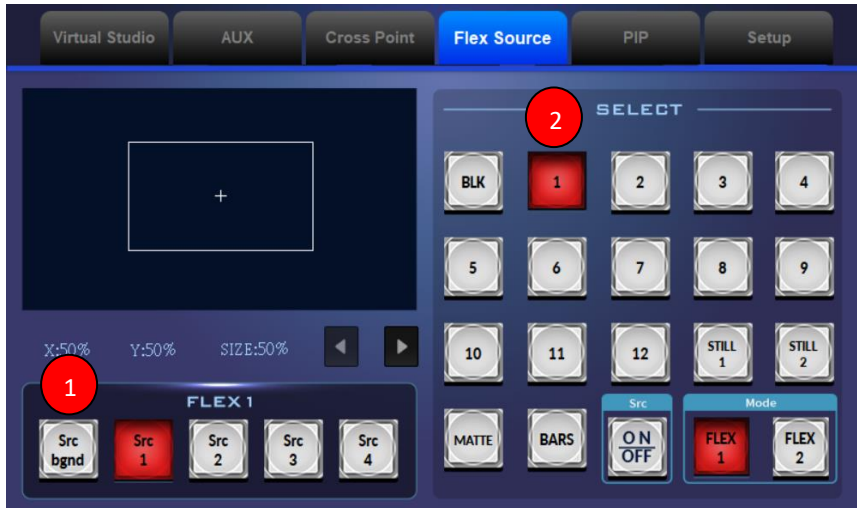 Virtual Studio
AUX
Cross Point
Flex Source
PIP
Setup
2
SELECT
BLK
1
2
3
4
5
6
7
8
9
X:50%
Y:50%
SIZE:50%
10
11
12
STILL
1
STILL
2
1
FLEX 1
Src
bgnd
Src
1
Src
2
Src
3
Src
4
MATTE
BARS
Src
ON
OFF
Mode
FLEX
1
FLEX
2